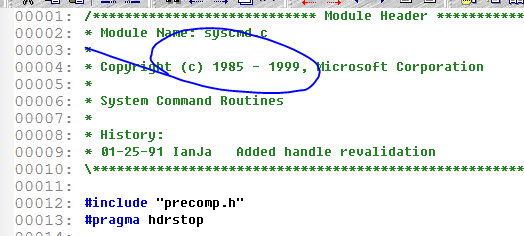 00001: /*************************** Module Header *************
00002: * Module Name: syscmd.c
00003: *
00004: * Copyright (c) 1985 - 1999, Microsoft Corporation
00005: *
00006: * System Command Routines
00007: *
00008: * History:
00009: * 01-25-91 IanJa   Added handle revalidation
00010: \******************************************************
00011:
00012: #include "precomp.h"
00013: #pragma hdrstop